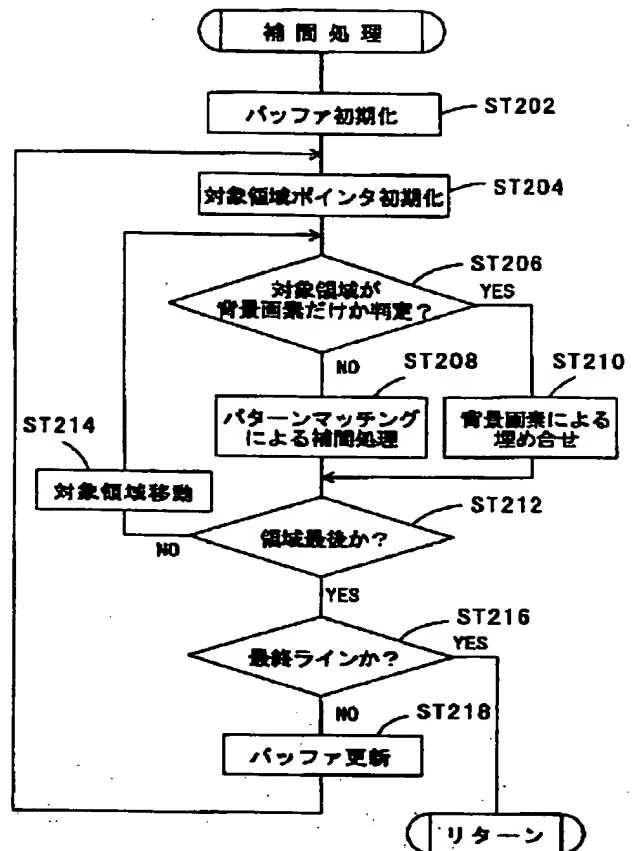 補間処理
バッファ初期化
ST202
対象領域ポインタ初期化
ST204
対象領域が
背景画素だけか判定？
ST206
YES
NO
ST208
ST210
パターンマッチング
による補間処理
背景画素による
埋め合せ
ST214
対象領域移動
ST212
領域最後か？
NO
YES
ST216
最終ラインか？
YES
NO
ST218
バッファ更新
リターン